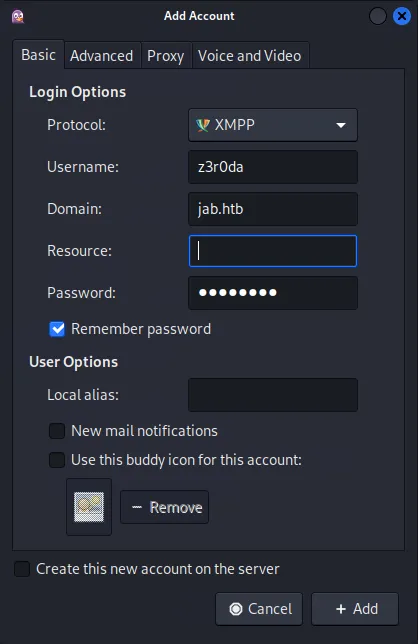 Add Account
Basic Advanced Proxy Voice and Video
Login Options
Protocol: XMPP
Username: z3r0da
Domain: jab.htb
Resource:
Password: ●●●●●●●●
Remember password
User Options
Local alias:
New mail notifications
Use this buddy icon for this account:
Remove
Create this new account on the server
Cancel Add